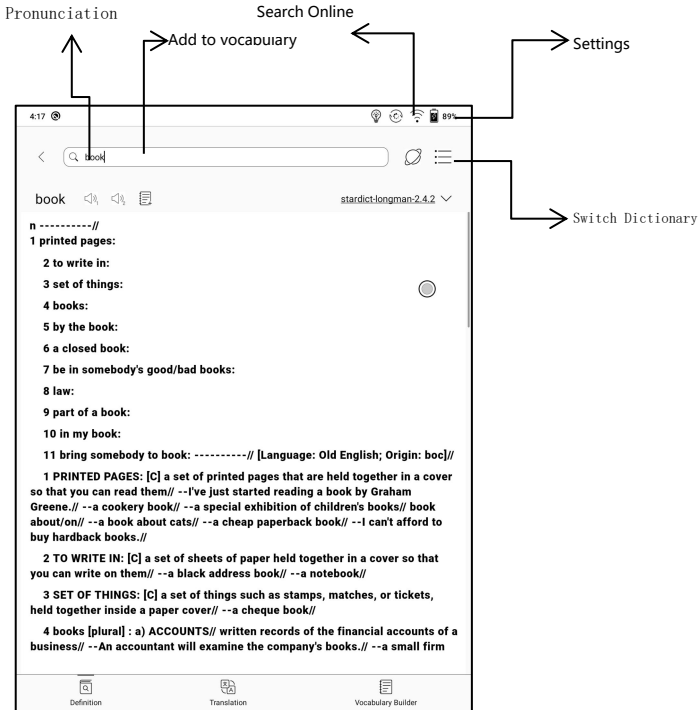 Pronunciation
Search Online
Add to vocabulary
Settings
4:17
89%
book
book
stardict-longman-2.4.2
Switch Dictionary
n ----------//
1 printed pages:
2 to write in:
3 set of things:
4 books:
5 by the book:
6 a closed book:
7 be in somebody's good/bad books:
8 law:
9 part of a book:
10 in my book:
11 bring somebody to book: ----------// [Language: Old English; Origin: boc]//
1 PRINTED PAGES: [C] a set of printed pages that are held together in a cover
so that you can read them// --I've just started reading a book by Graham
Greene.// --a cookery book// --a special exhibition of children's books// book
about/on// --a book about cats// --a cheap paperback book// --I can't afford to
buy hardback books.//
2 TO WRITE IN: [C] a set of sheets of paper held together in a cover so that
you can write on them// --a black address book// --a notebook//
3 SET OF THINGS: [C] a set of things such as stamps, matches, or tickets,
held together inside a paper cover// --a cheque book//
4 books [plural] : a) ACCOUNTS// written records of the financial accounts of a
business// --An accountant will examine the company's books.// --a small firm
Definition
Translation
Vocabulary Builder